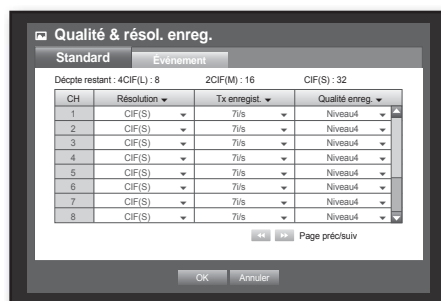 Qualité & résol. enreg.
Standard Événement
Décpte restant : 4CIF(L) : 8 2CIF(M) : 16 CIF(S) : 32
CH Résolution Tx enregist. Qualité enreg.
1 CIF(S) 7i/s Niveau4
2 CIF(S) 7i/s Niveau4
3 CIF(S) 7i/s Niveau4
4 CIF(S) 7i/s Niveau4
5 CIF(S) 7i/s Niveau4
6 CIF(S) 7i/s Niveau4
7 CIF(S) 7i/s Niveau4
8 CIF(S) 7i/s Niveau4
Page préc/suiv
OK Annuler